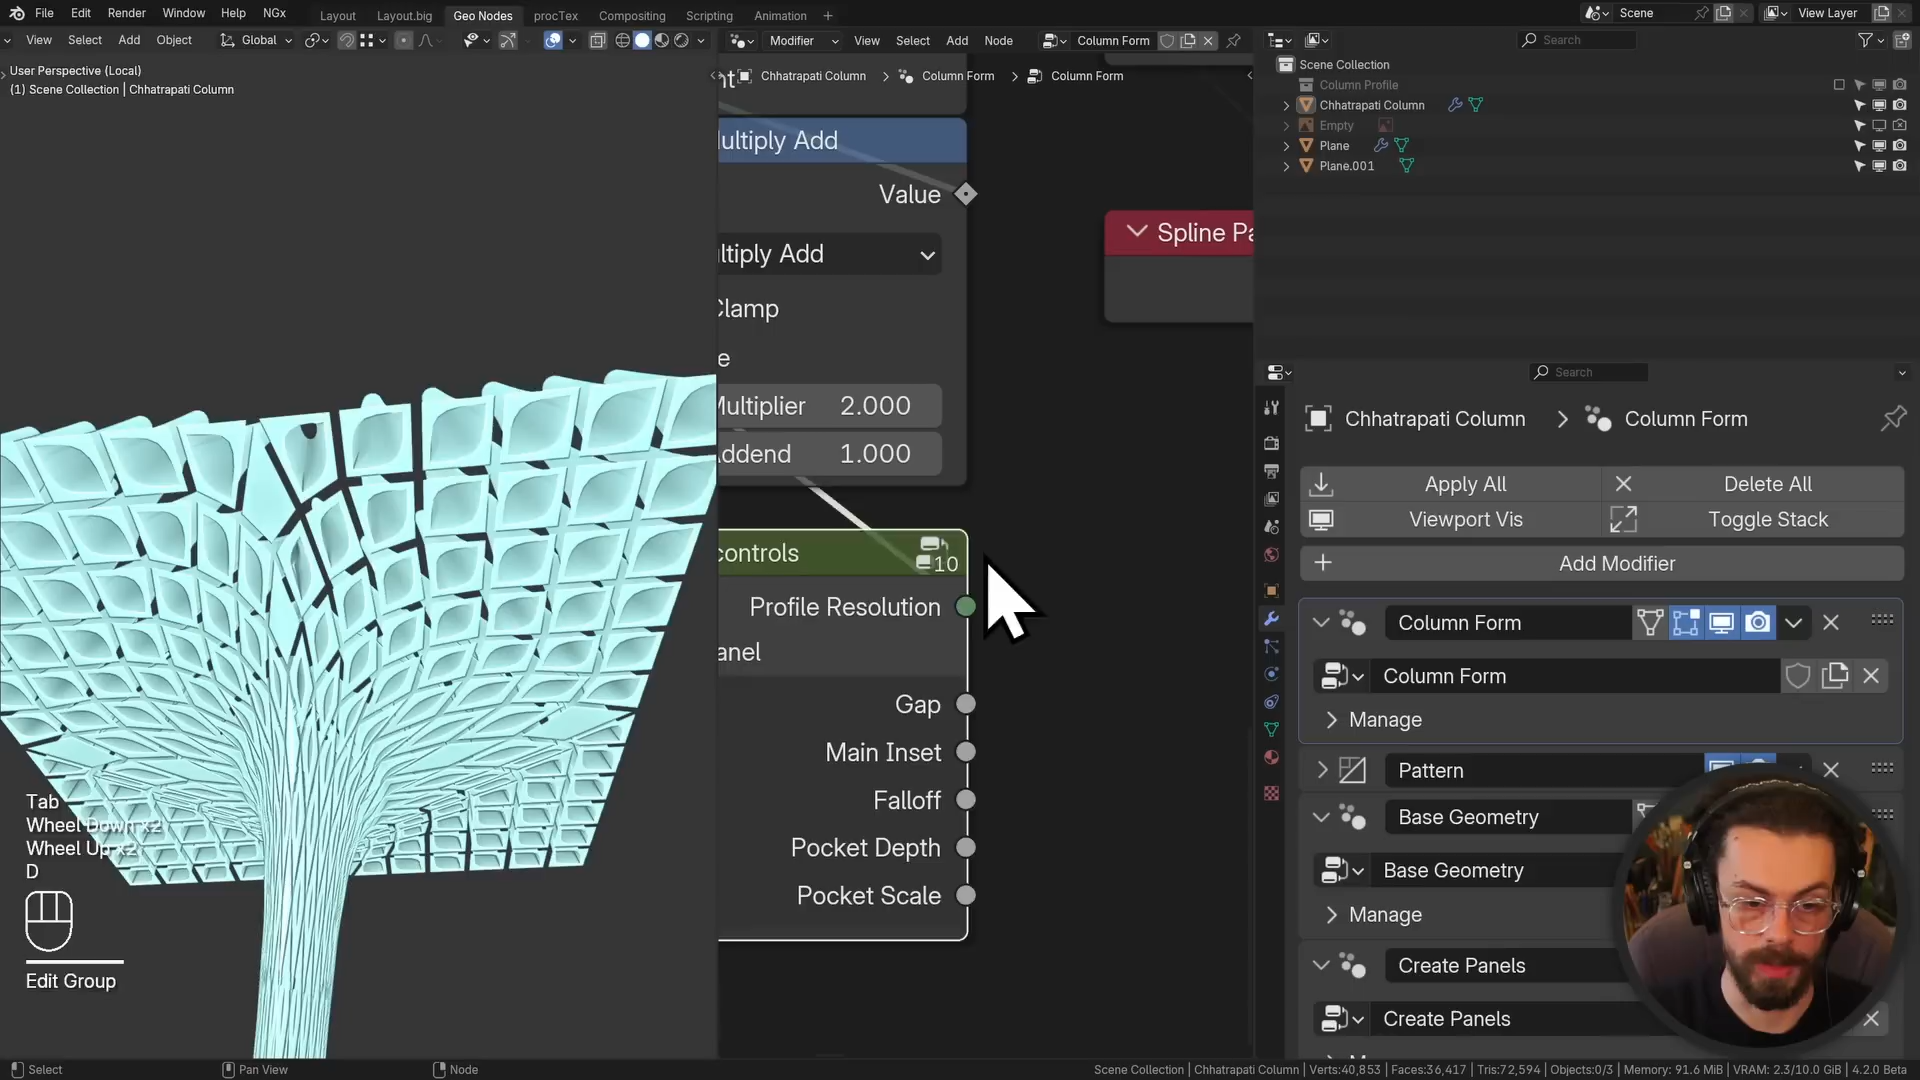 File Edit Render Window Help NGx Layout Layout.big Geo Nodes procTex Compositing Scripting Animation + Scene View Layer
View Select Add Object Global Modifier View Select Add Node Column Form Search
User Perspective (Local)
(1) Scene Collection | Chhatrapati Column
Chhatrapati Column > Column Form > Column Form
Scene Collection
Column Profile
Chhatrapati Column
Empty
Plane
Plane.001
ultiply Add
Value
ltiply Add
Clamp
e
Multiplier 2.000
Addend 1.000
Spline Pa
controls
10
Profile Resolution
anel
Gap
Main Inset
Falloff
Pocket Depth
Pocket Scale
Search
Chhatrapati Column > Column Form
Apply All Delete All
Viewport Vis Toggle Stack
Add Modifier
Column Form
Column Form
Manage
Pattern
Base Geometry
Base Geometry
Manage
Create Panels
Create Panels
Tab
Wheel Down x2
Wheel Up x2
D
Edit Group
Select Pan View Node
Scene Collection | Chhatrapati Column | Verts:40,853 | Faces:36,417 | Tris:72,594 | Objects:0/3 | Memory: 91.6 MiB | VRAM: 2.3/10.0 GiB | 4.2.0 Beta